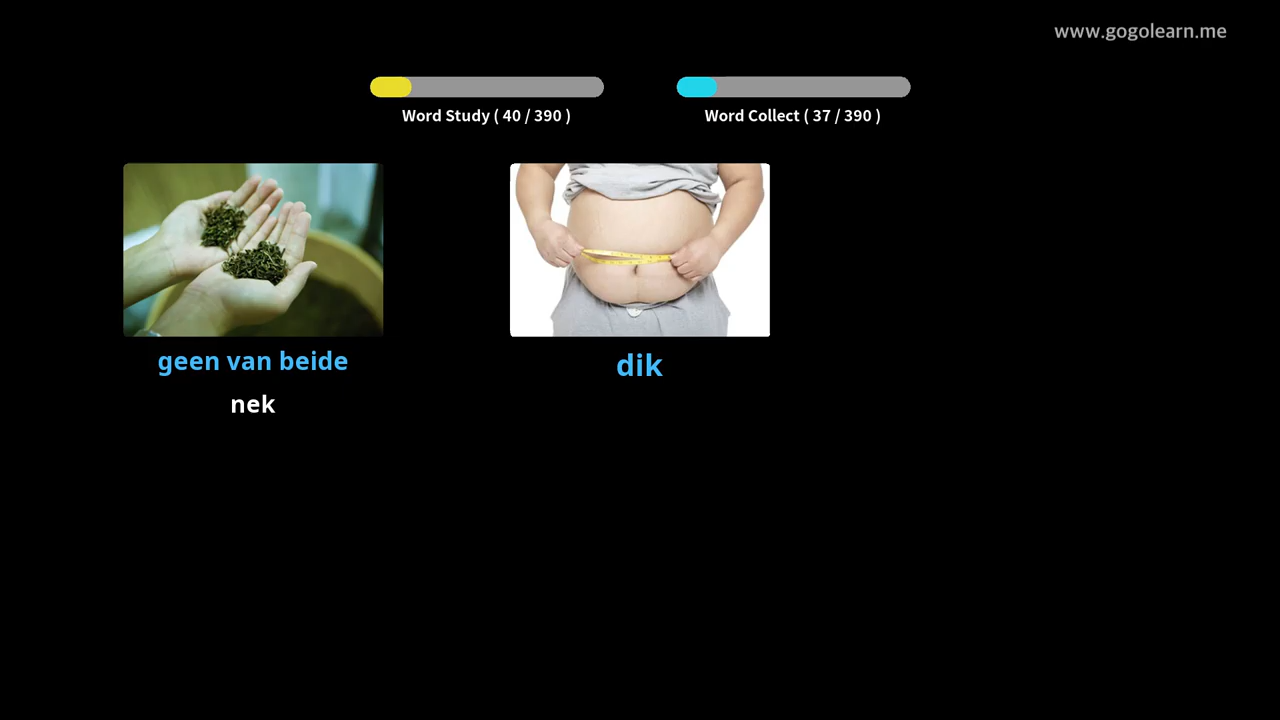 www.gogolearn.me
Word Study ( 40 / 390 )
Word Collect ( 37 / 390 )
geen van beide
nek
dik